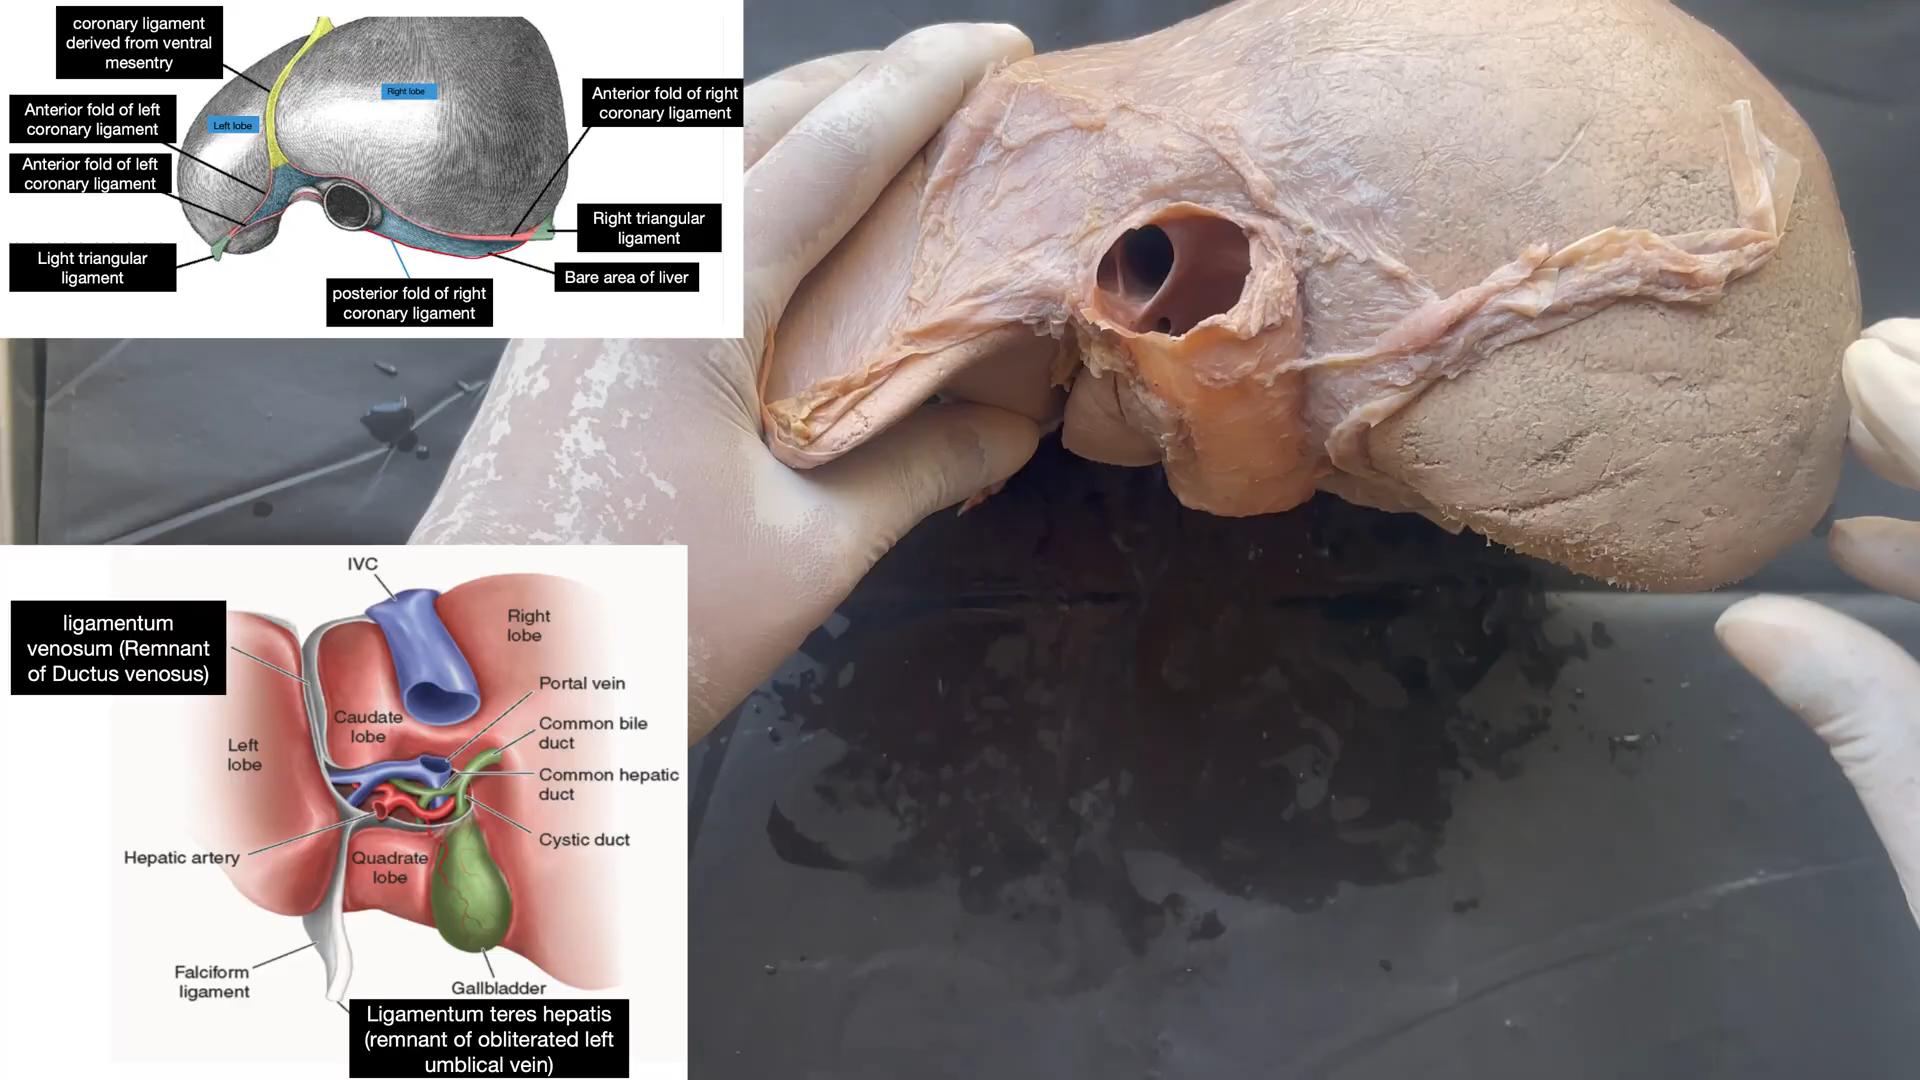 coronary ligament
derived from ventral
mesentry
Right lobe
Anterior fold of right
coronary ligament
Anterior fold of left
coronary ligament
Left lobe
Anterior fold of left
coronary ligament
Right triangular
ligament
Light triangular
ligament
Bare area of liver
posterior fold of right
coronary ligament
IVC
Right
lobe
ligamentum
venosum (Remnant
of Ductus venosus)
Portal vein
Caudate
lobe
Common bile
duct
Left
lobe
Common hepatic
duct
Cystic duct
Hepatic artery
Quadrate
lobe
Falciform
ligament
Gallbladder
Ligamentum teres hepatis
(remnant of obliterated left
umblical vein)